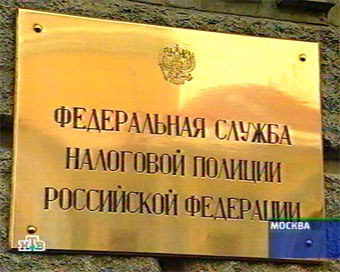 ФЕДЕРАЛЬНАЯ СЛУЖБА
НАЛОГОВОЙ ПОЛИЦИИ
РОССИЙСКОЙ ФЕДЕРАЦИИ
МОСКВА
НТВ